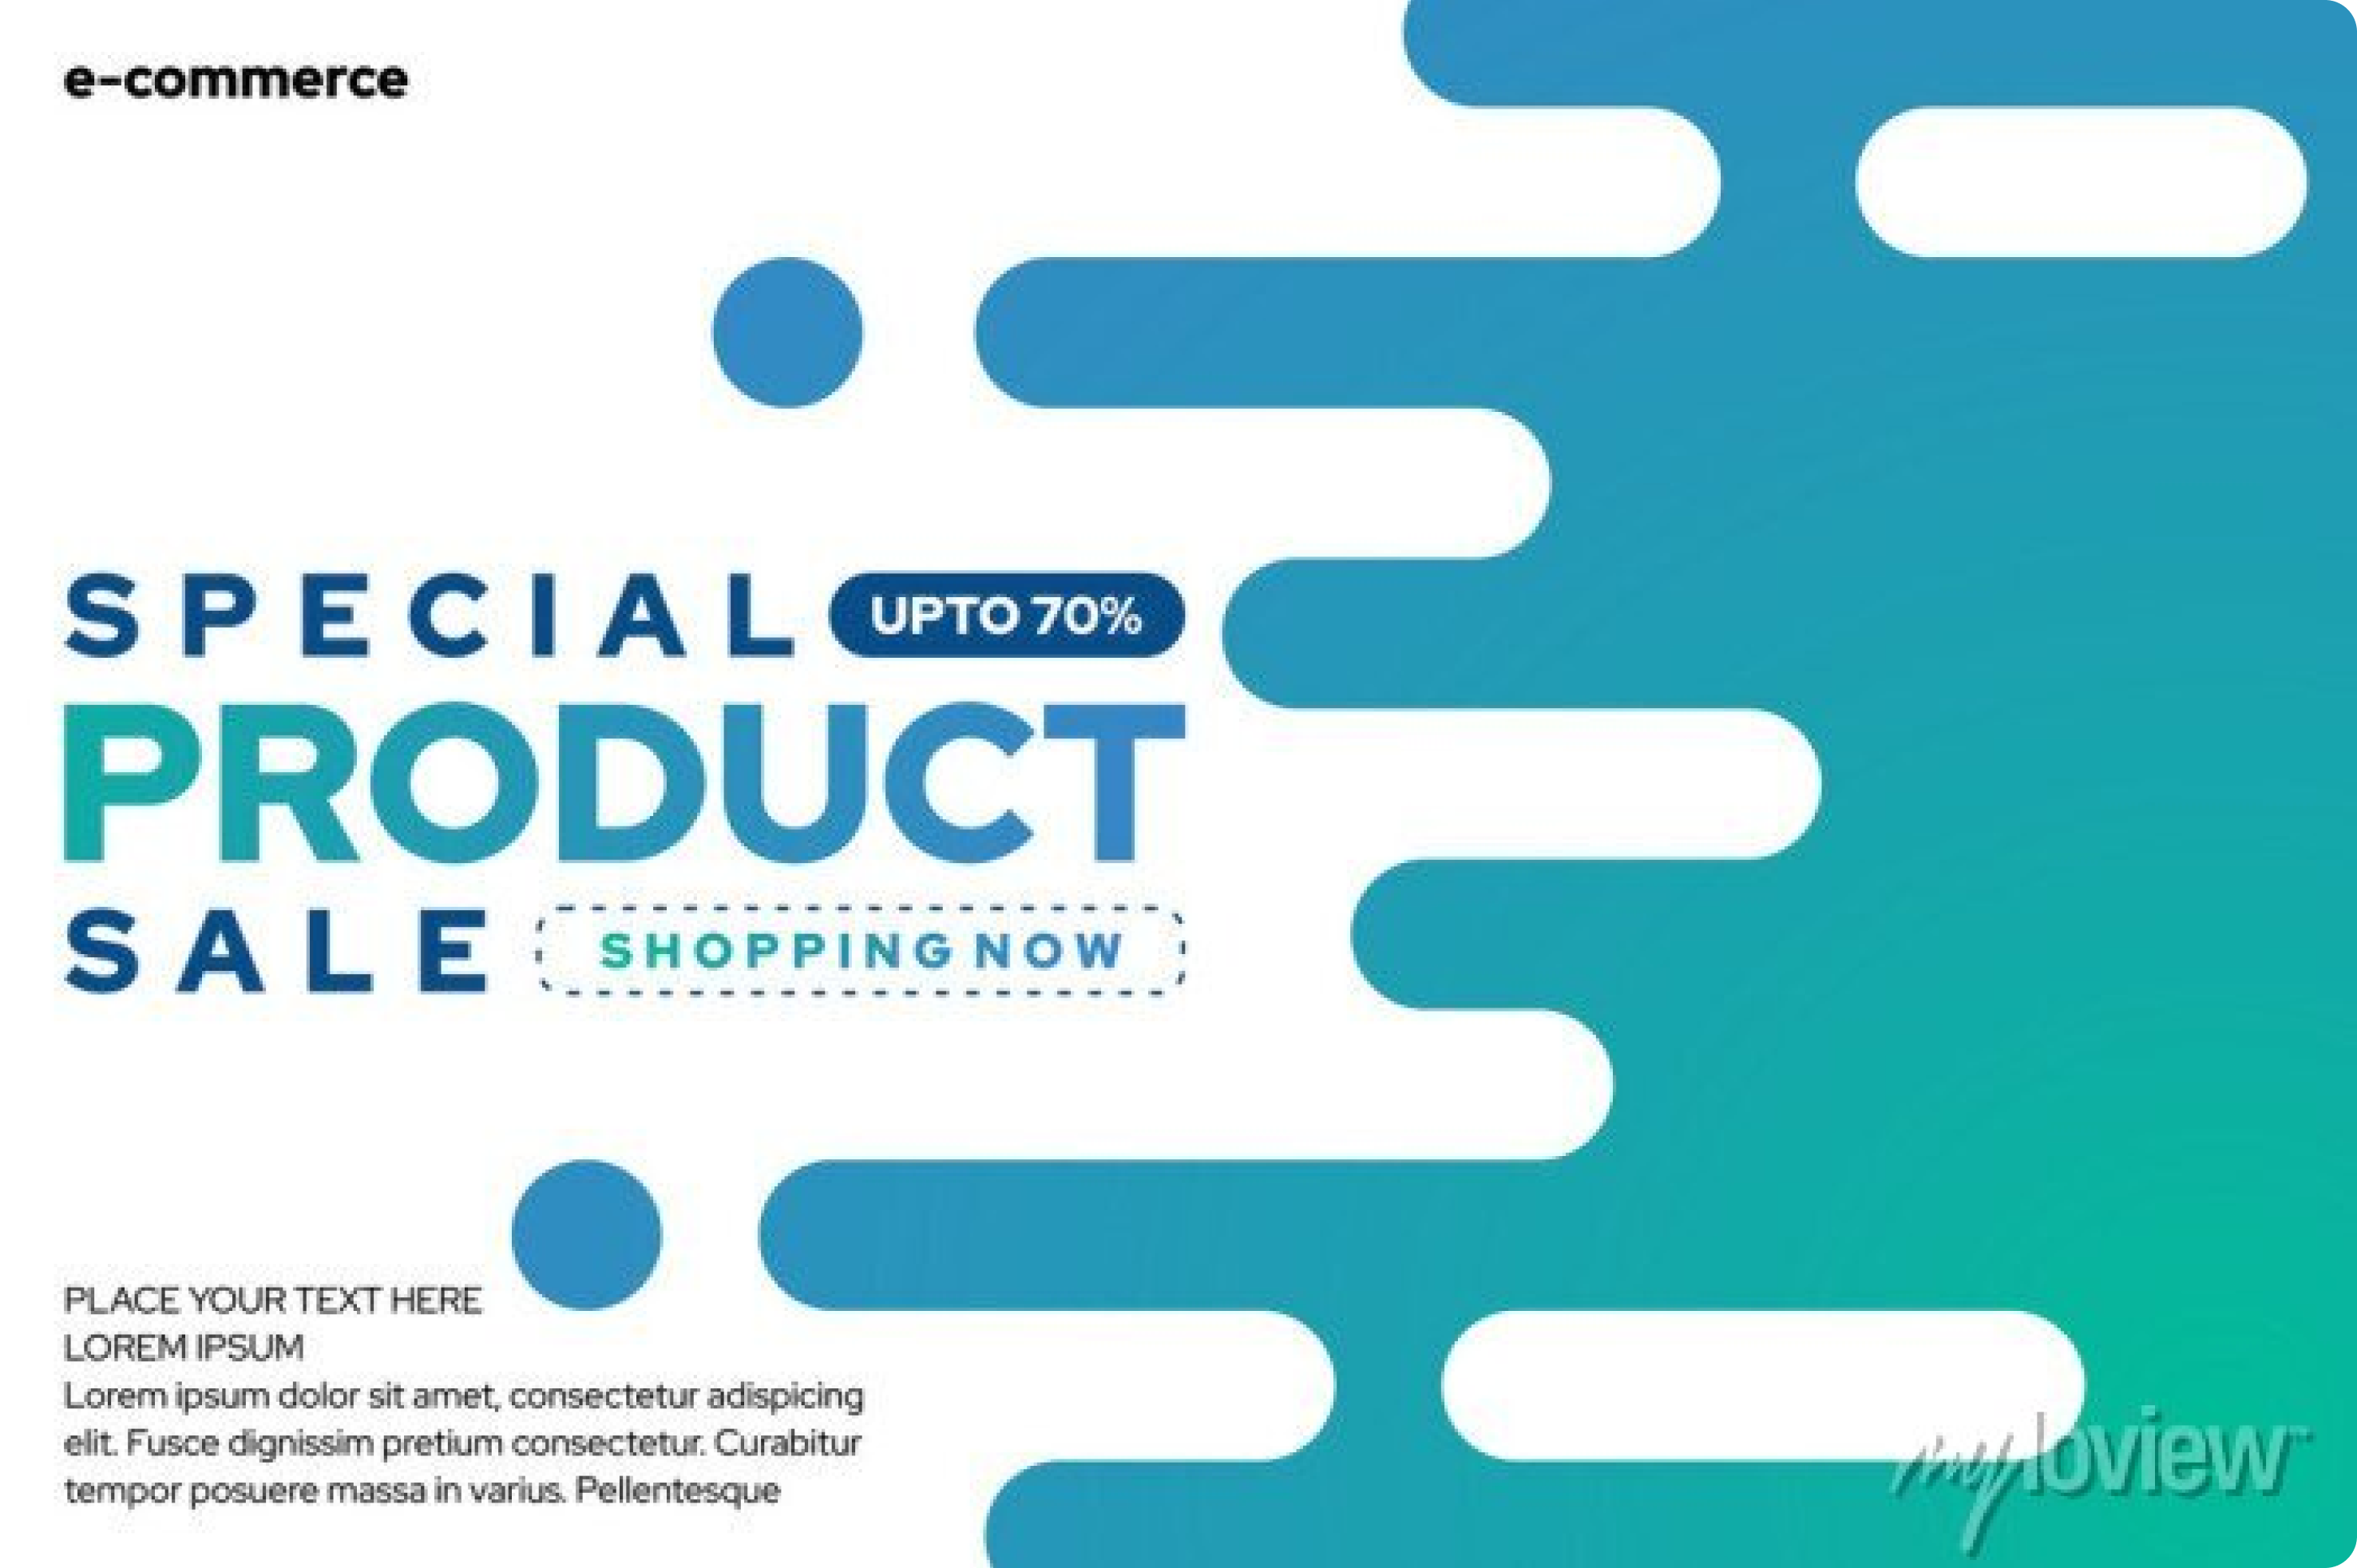 e-commerce
SPECIAL UPTO 70%
PRODUCT
SALE SHOPPING NOW
PLACE YOUR TEXT HERE
LOREM IPSUM
Lorem ipsum dolor sit amet, consectetur adispicing
elit. Fusce dignissim pretium consectetur. Curabitur
tempor posuere massa in varius. Pellentesque
myloview™